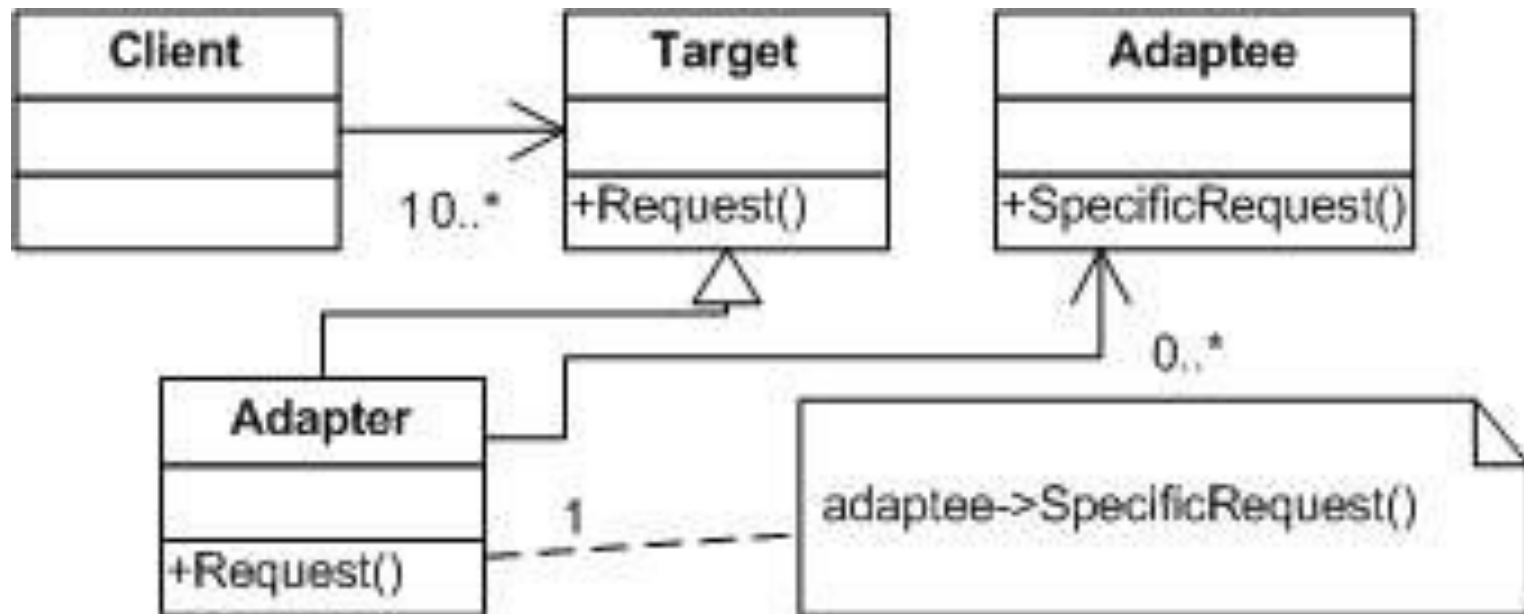 Client
Target
+Request()
Adaptee
+SpecificRequest()
10..*
0..*
Adapter
+Request()
1
adaptee->SpecificRequest()